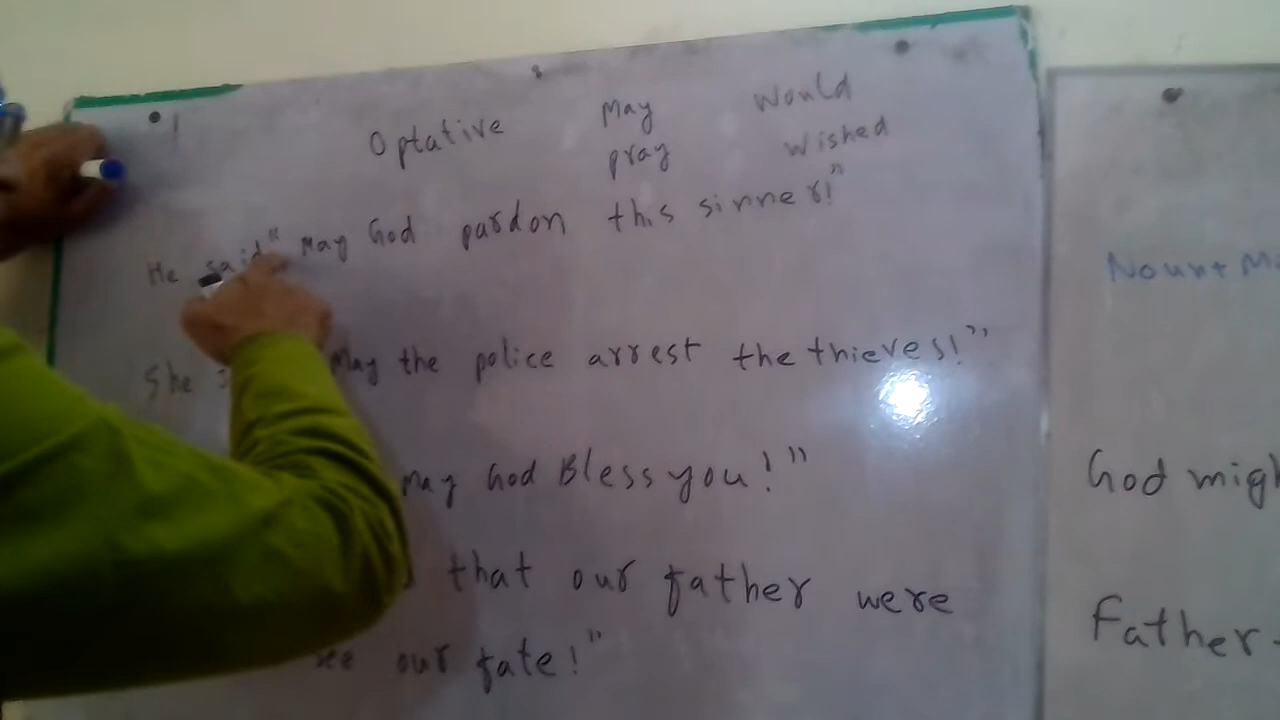 Optative May Would
pray Wished
He said" May God pardon this sinner!"
She May the police arrest the thieves!"
May God Bless you!"
that our father were
our fate!"
Noun+
God
Father